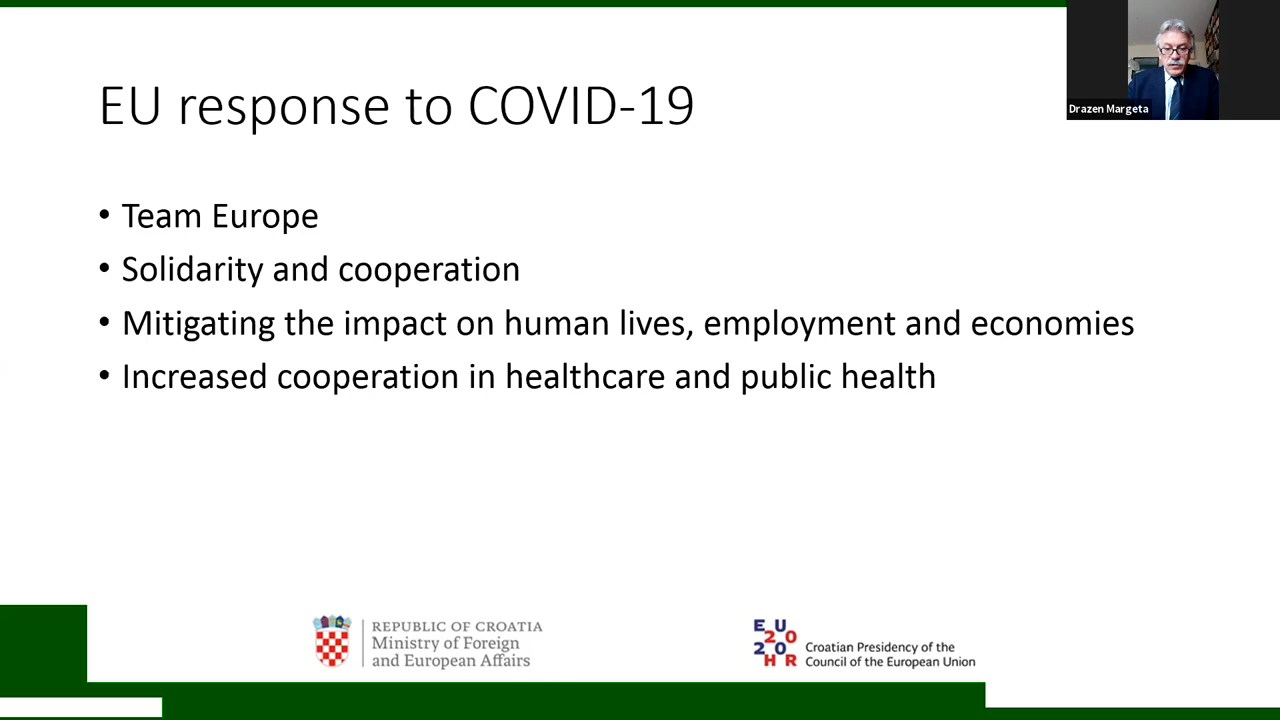 EU response to COVID-19
Drazen Margeta
• Team Europe
• Solidarity and cooperation
• Mitigating the impact on human lives, employment and economies
• Increased cooperation in healthcare and public health
REPUBLIC OF CROATIA
Ministry of Foreign
and European Affairs
EU
20
20
HR
Croatian Presidency of the
Council of the European Union